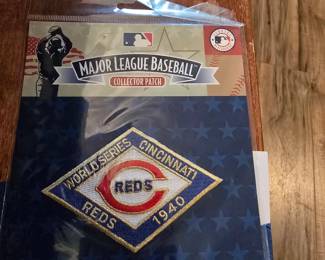 MAJOR LEAGUE BASEBALL
COLLECTOR PATCH
WORLD SERIES CINCINNATI
REDS
REDS 1940